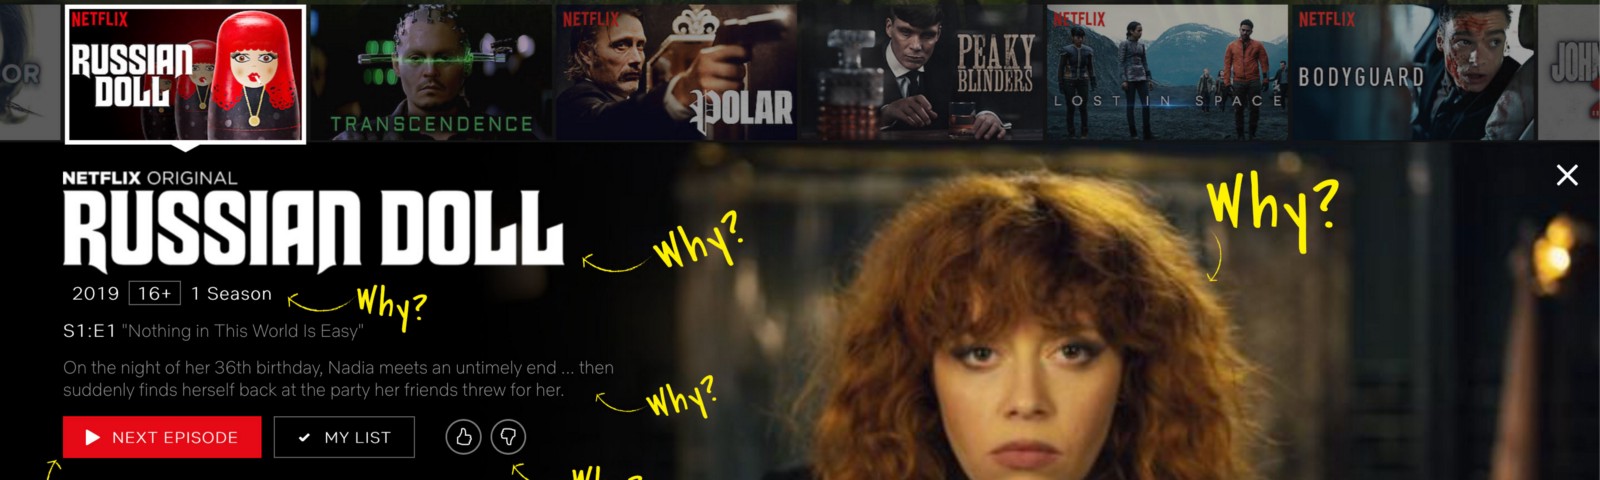 OR
NETFLIX
RUSSIAN
DOLL
TRANSCENDENCE
NETFLIX
POLAR
PEAKY
BLINDERS
NETFLIX
LOST IN SPACE
NETFLIX
BODYGUARD
NETFLIX ORIGINAL
RUSSIAN DOLL
Why?
Why?
2019 16+ 1 Season
Why?
S1:E1 "Nothing in This World Is Easy"
On the night of her 36th birthday, Nadia meets an untimely end ... then
suddenly finds herself back at the party her friends threw for her.
Why?
NEXT EPISODE
MY LIST